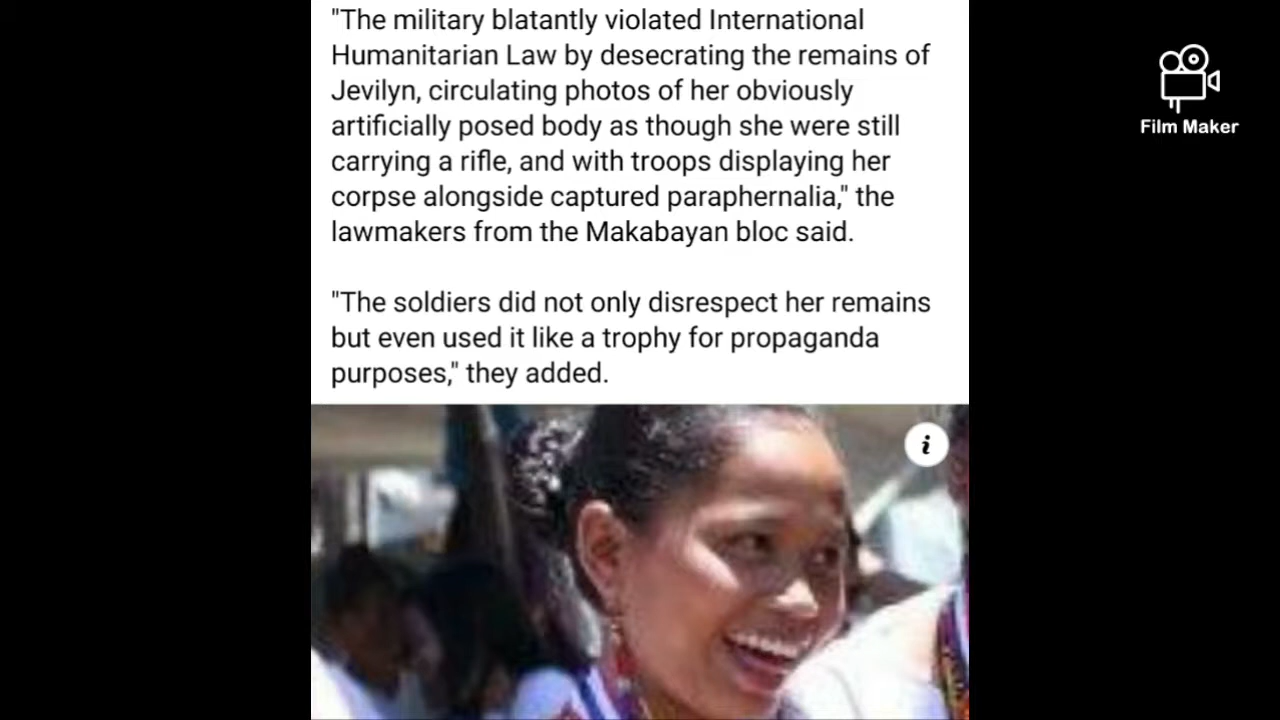 "The military blatantly violated International
Humanitarian Law by desecrating the remains of
Jevilyn, circulating photos of her obviously
artificially posed body as though she were still
carrying a rifle, and with troops displaying her
corpse alongside captured paraphernalia," the
lawmakers from the Makabayan bloc said.
"The soldiers did not only disrespect her remains
but even used it like a trophy for propaganda
purposes," they added.
i
Film Maker